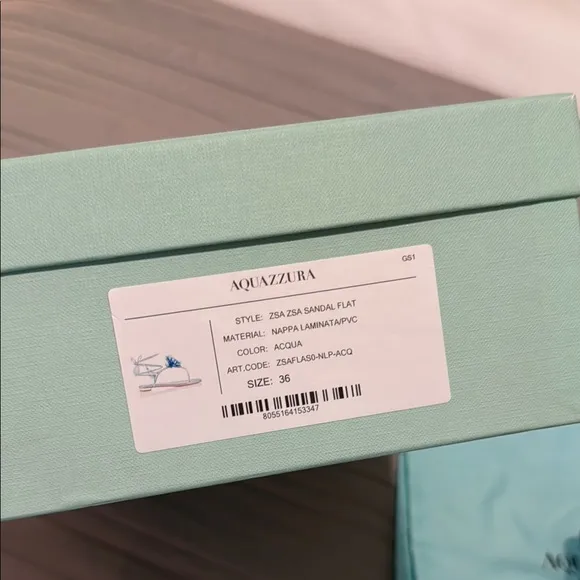 AQUAZZURA
GS1
STYLE: ZSA ZSA SANDAL FLAT
MATERIAL: NAPPA LAMINATA/PVC
COLOR: ACQUA
ART.CODE: ZSAFLAS0-NLP-ACQ
SIZE: 36
8055164153347